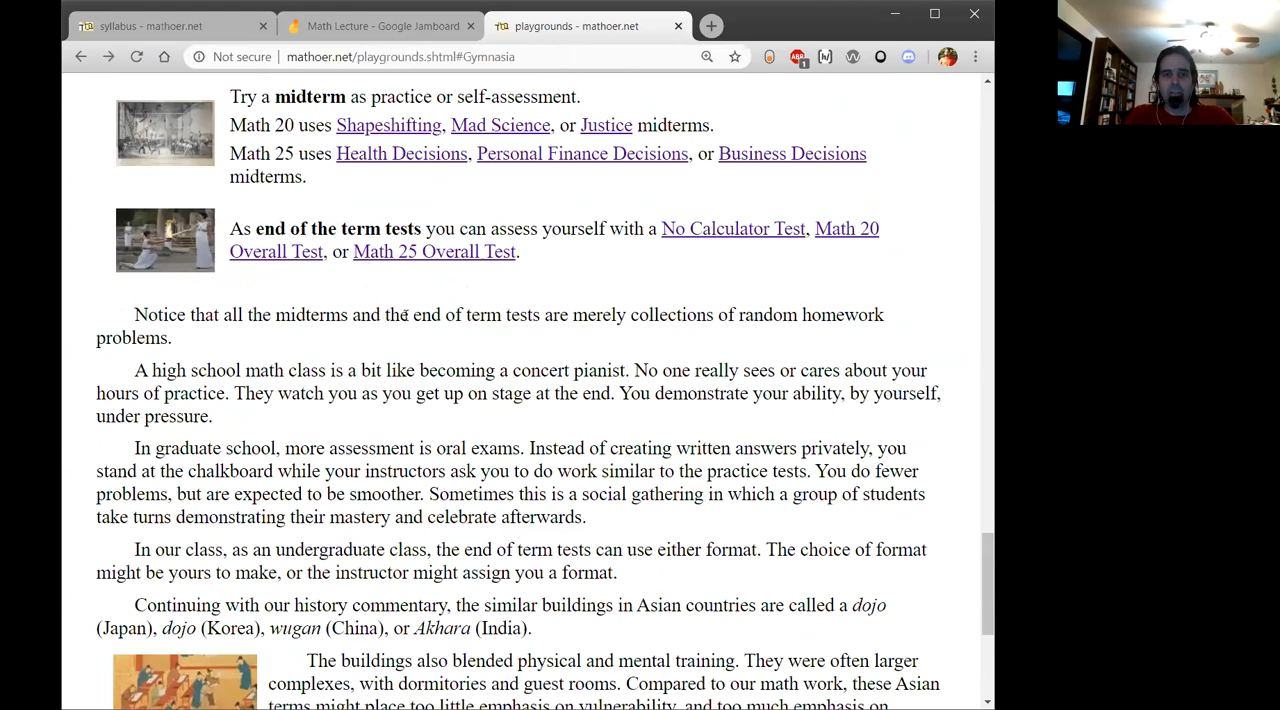 syllabus - mathoer.net
Math Lecture - Google Jamboard
playgrounds - mathoer.net
Not secure
mathoer.net/playgrounds.shtml#Gymnasia
Try a midterm as practice or self-assessment.
Math 20 uses Shapeshifting, Mad Science, or Justice midterms.
Math 25 uses Health Decisions, Personal Finance Decisions, or Business Decisions
midterms.
As end of the term tests you can assess yourself with a No Calculator Test, Math 20
Overall Test, or Math 25 Overall Test.
Notice that all the midterms and the end of term tests are merely collections of random homework
problems.
A high school math class is a bit like becoming a concert pianist. No one really sees or cares about your
hours of practice. They watch you as you get up on stage at the end. You demonstrate your ability, by yourself,
under pressure.
In graduate school, more assessment is oral exams. Instead of creating written answers privately, you
stand at the chalkboard while your instructors ask you to do work similar to the practice tests. You do fewer
problems, but are expected to be smoother. Sometimes this is a social gathering in which a group of students
take turns demonstrating their mastery and celebrate afterwards.
In our class, as an undergraduate class, the end of term tests can use either format. The choice of format
might be yours to make, or the instructor might assign you a format.
Continuing with our history commentary, the similar buildings in Asian countries are called a dojo
(Japan), dojo (Korea), wugan (China), or Akhara (India).
The buildings also blended physical and mental training. They were often larger
complexes, with dormitories and guest rooms. Compared to our math work, these Asian
terms might place too little emphasis on vulnerability, and too much emphasis on